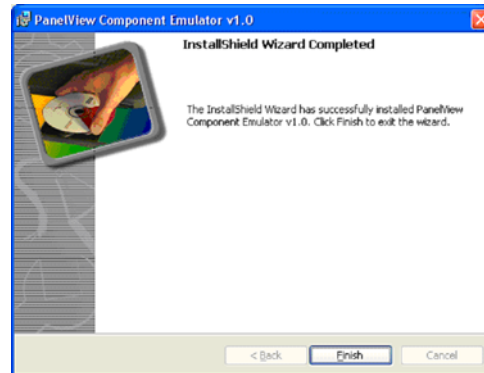 PanelView Component Emulator v1.0
InstallShield Wizard Completed
The InstallShield Wizard has successfully installed PanelView
Component Emulator v1.0. Click Finish to exit the wizard.
< Back
Finish
Cancel